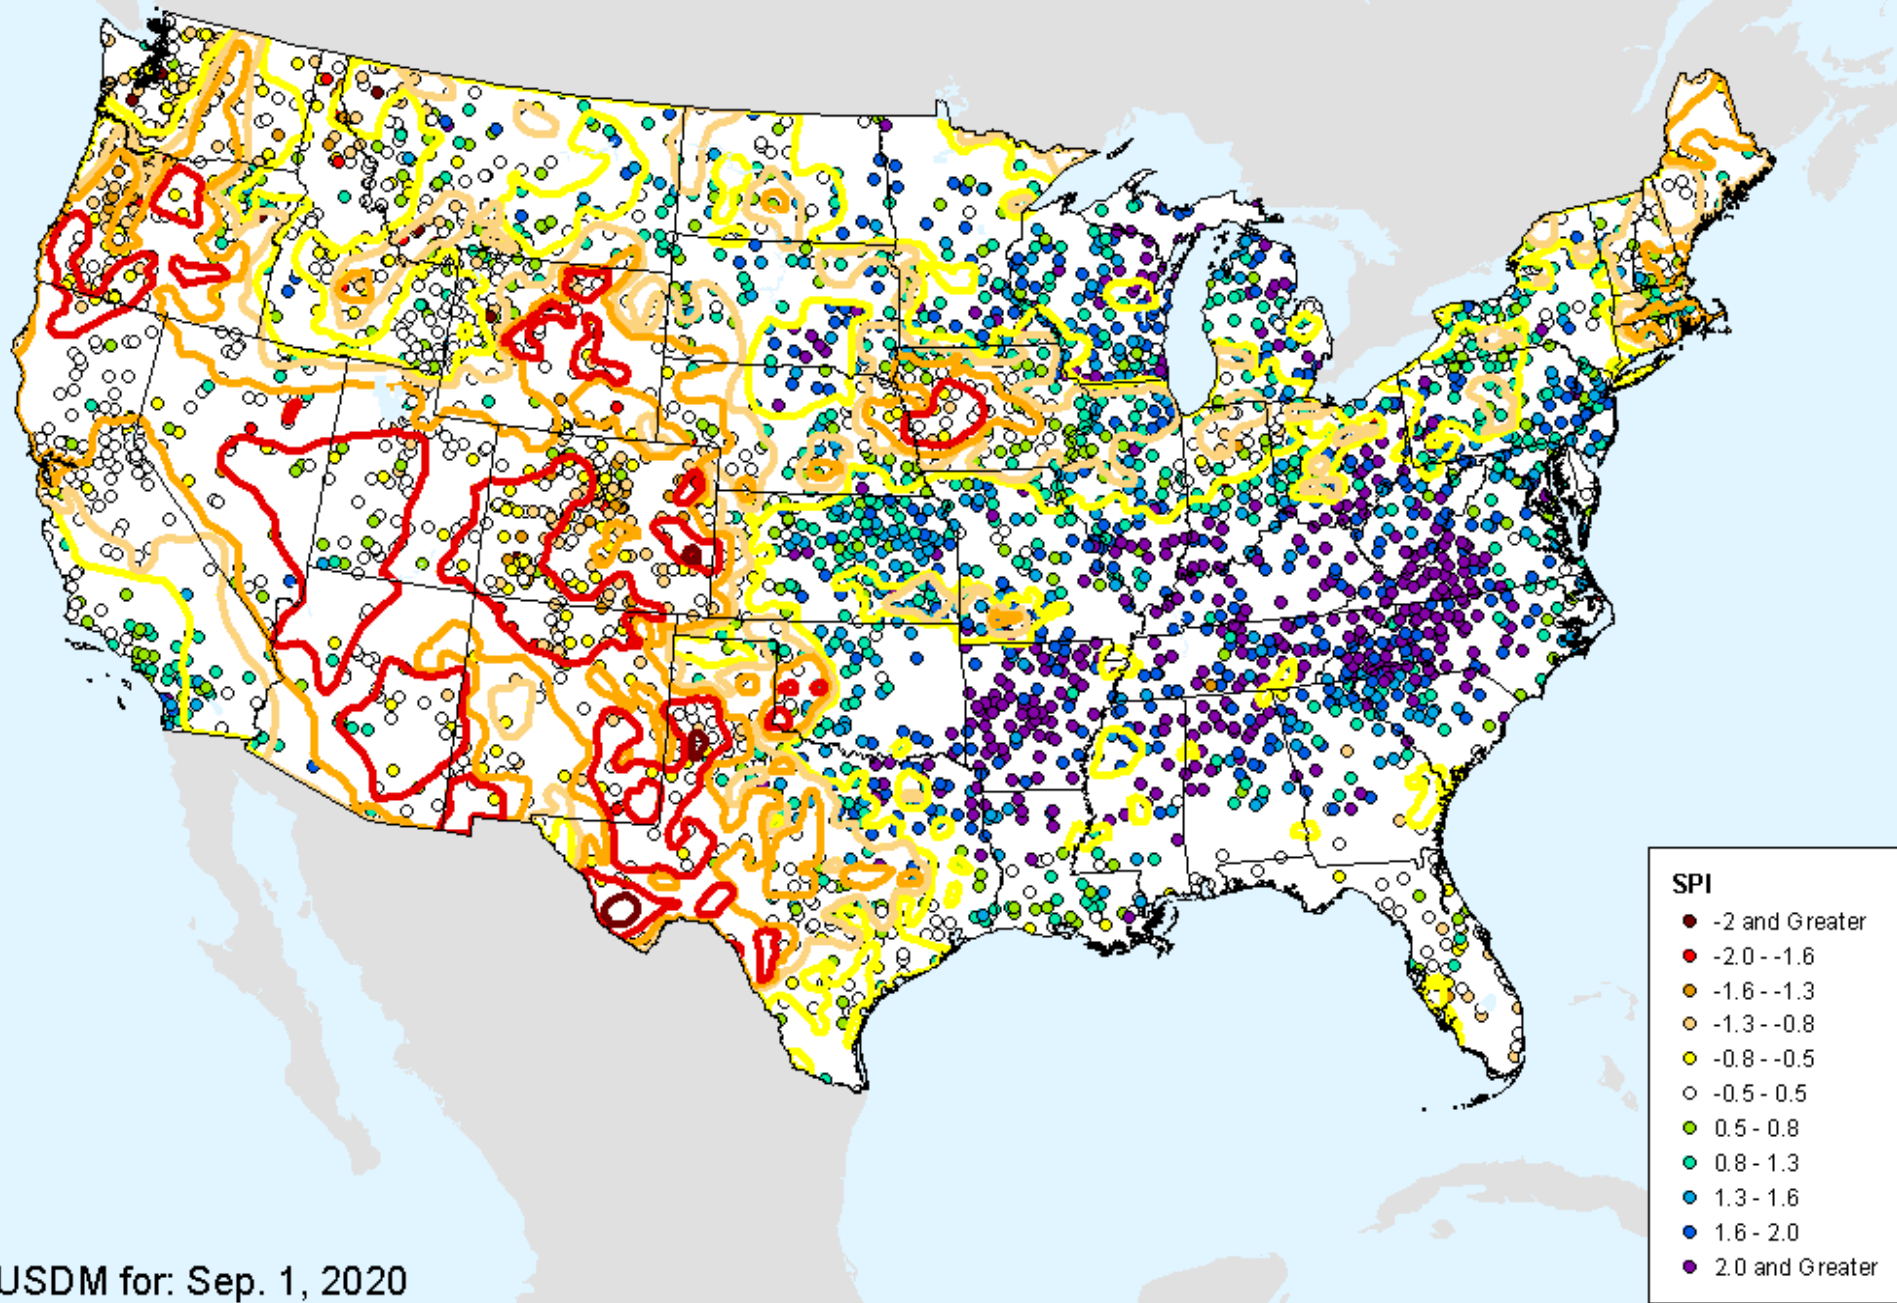 SPI
-2 and Greater
-2.0 - -1.6
-1.6 - -1.3
-1.3 - -0.8
-0.8 - -0.5
-0.5 - 0.5
0.5 - 0.8
0.8 - 1.3
1.3 - 1.6
1.6 - 2.0
2.0 and Greater
USDM for: Sep. 1, 2020